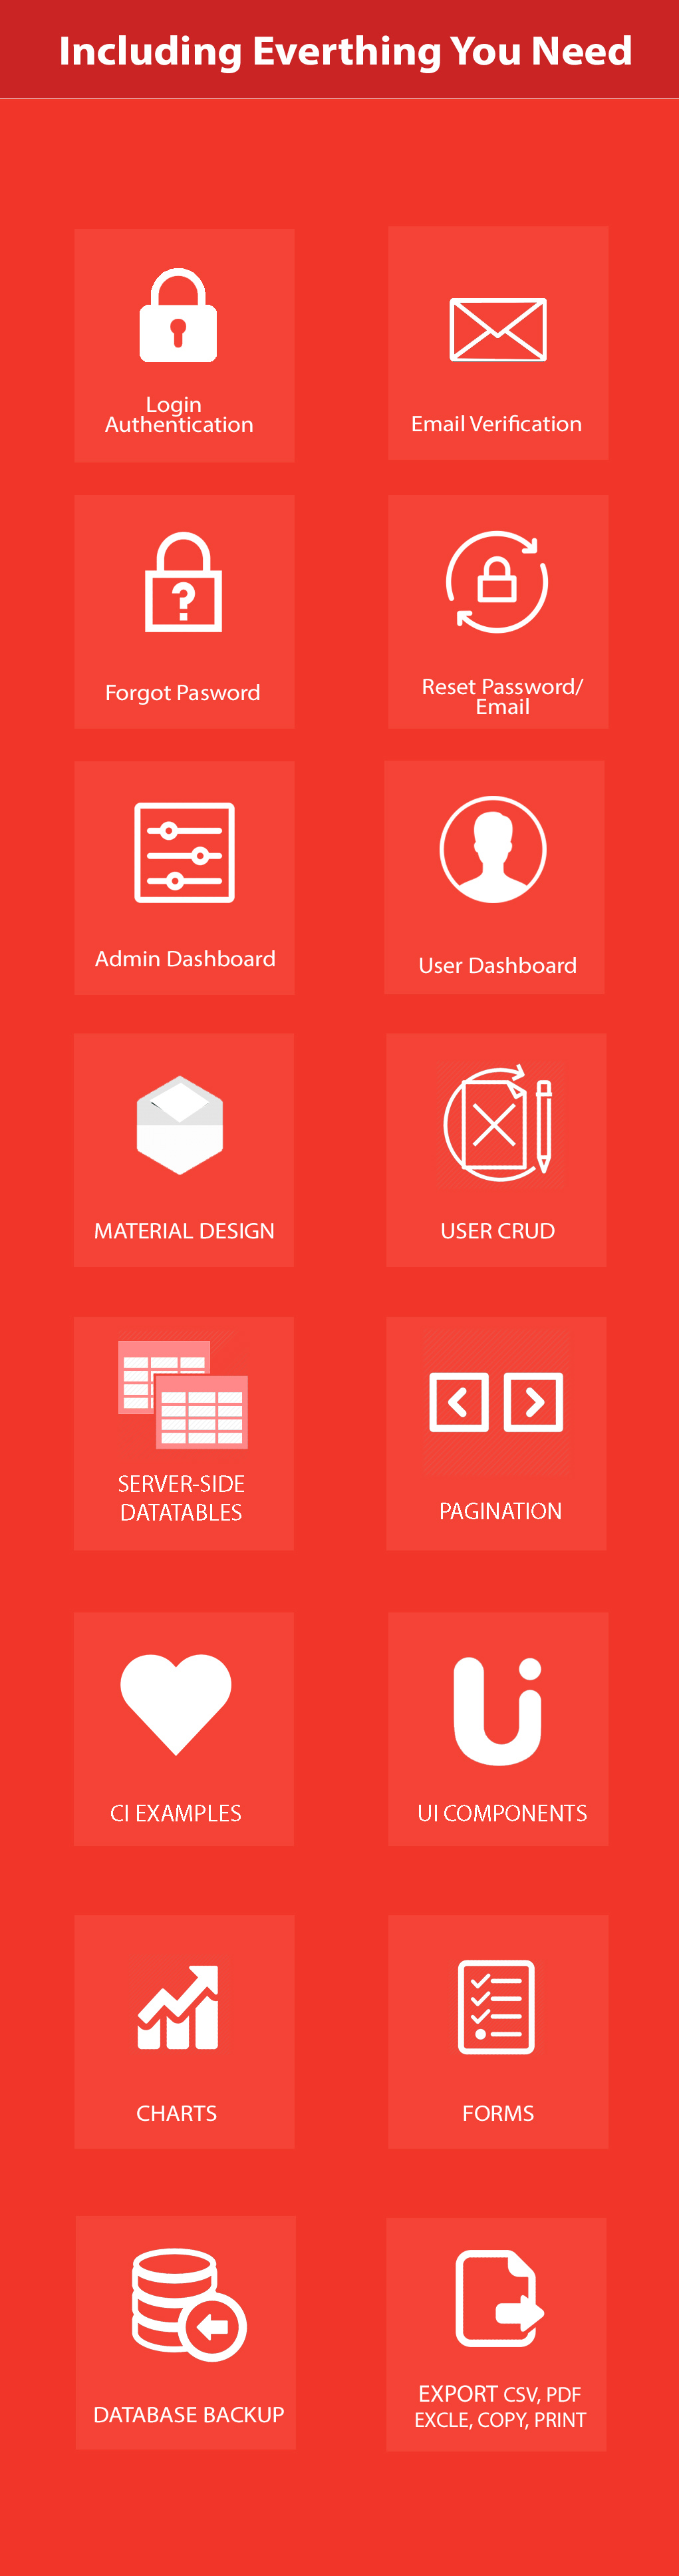 Including Everthing You Need
Login
Authentication
Email Verification
Forgot Pasword
Reset Password/
Email
Admin Dashboard
User Dashboard
MATERIAL DESIGN
USER CRUD
SERVER-SIDE
DATATABLES
PAGINATION
CI EXAMPLES
UI COMPONENTS
CHARTS
FORMS
DATABASE BACKUP
EXPORT CSV, PDF
EXCLE, COPY, PRINT